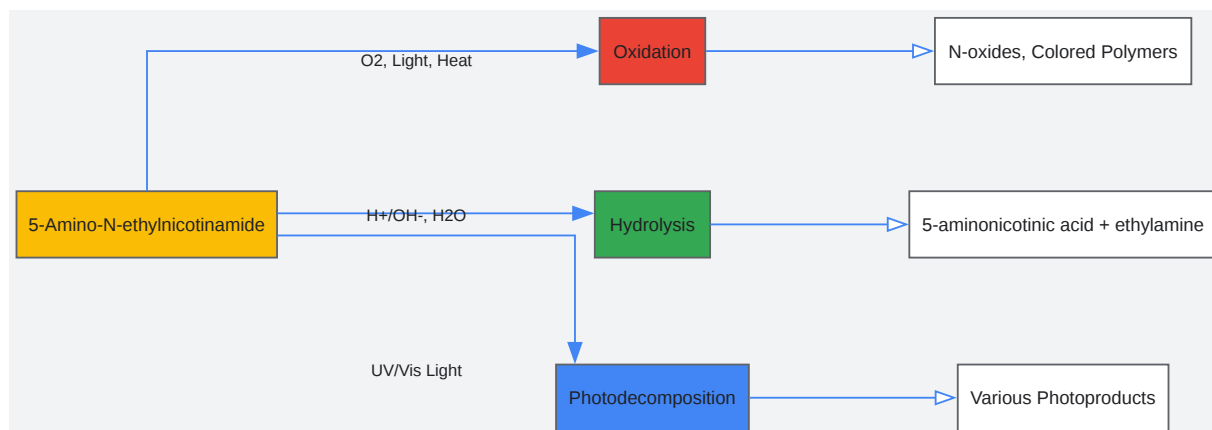 O2, Light, Heat
Oxidation
N-oxides, Colored Polymers
5-Amino-N-ethylnicotinamide
H+/OH-, H2O
Hydrolysis
5-aminonicotinic acid + ethylamine
UV/Vis Light
Photodecomposition
Various Photoproducts